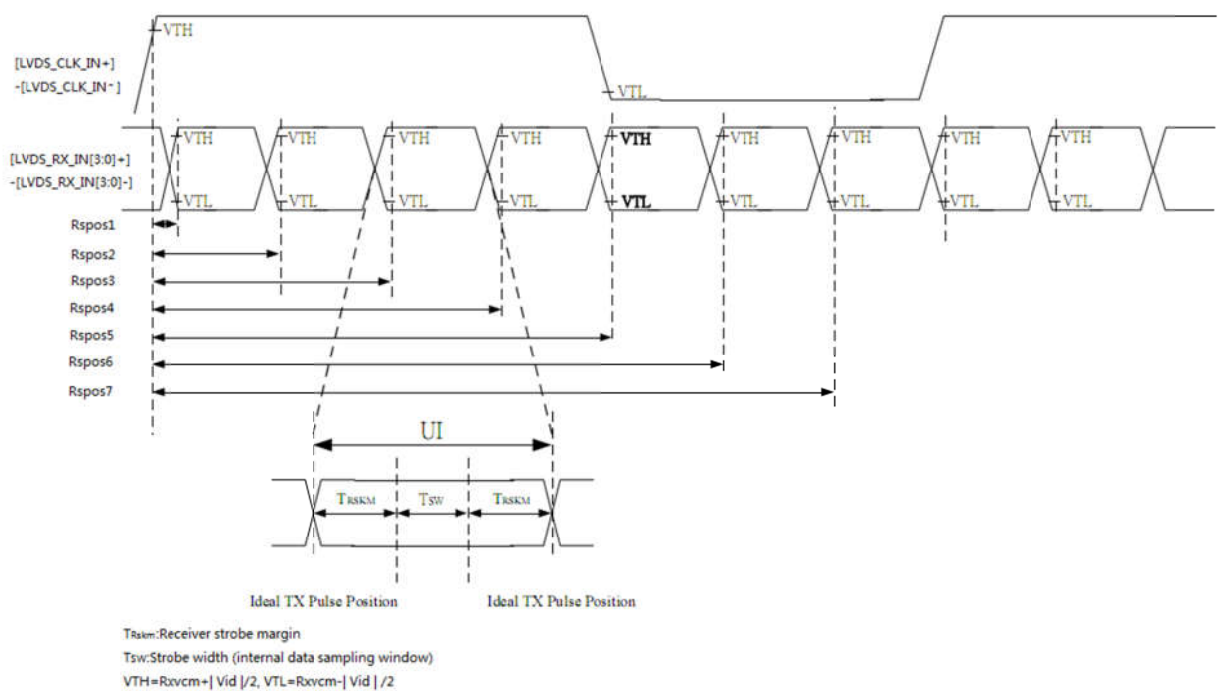 VTH
[LVDS_CLK_IN+]
-[LVDS_CLK_IN-]
VTL
VTH VTH VTH VTH VTH VTH VTH VTH VTH
[LVDS_RX_IN[3:0]+]
-[LVDS_RX_IN[3:0]-]
VTL VTL VTL VTL VTL VTL VTL VTL VTL
Rspos1
Rspos2
Rspos3
Rspos4
Rspos5
Rspos6
Rspos7
UI
TRSKM TSW TRSKM
Ideal TX Pulse Position Ideal TX Pulse Position
TRskm:Receiver strobe margin
Tsw:Strobe width (internal data sampling window)
VTH=Rxvcm+| Vid |/2, VTL=Rxvcm-| Vid | /2